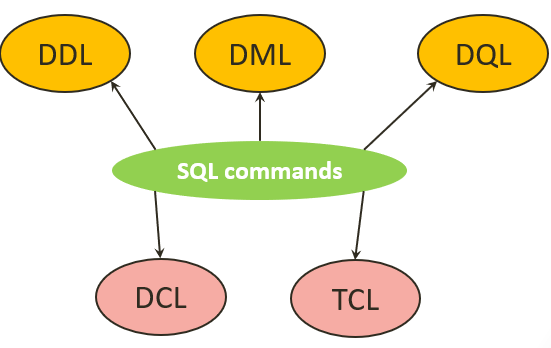 DDL
DML
DQL
SQL commands
DCL
TCL